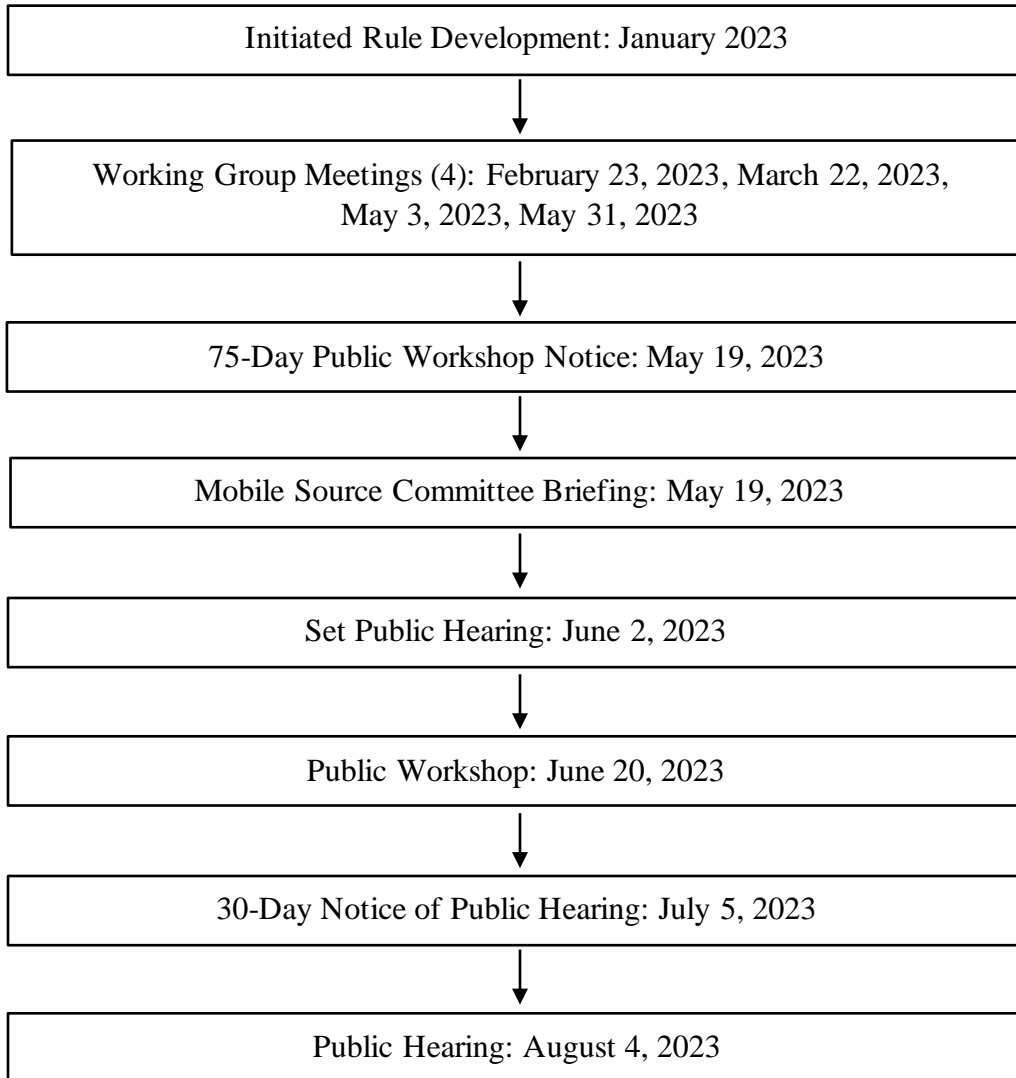 Initiated Rule Development: January 2023
Working Group Meetings (4): February 23, 2023, March 22, 2023,
May 3, 2023, May 31, 2023
75-Day Public Workshop Notice: May 19, 2023
Mobile Source Committee Briefing: May 19, 2023
Set Public Hearing: June 2, 2023
Public Workshop: June 20, 2023
30-Day Notice of Public Hearing: July 5, 2023
Public Hearing: August 4, 2023